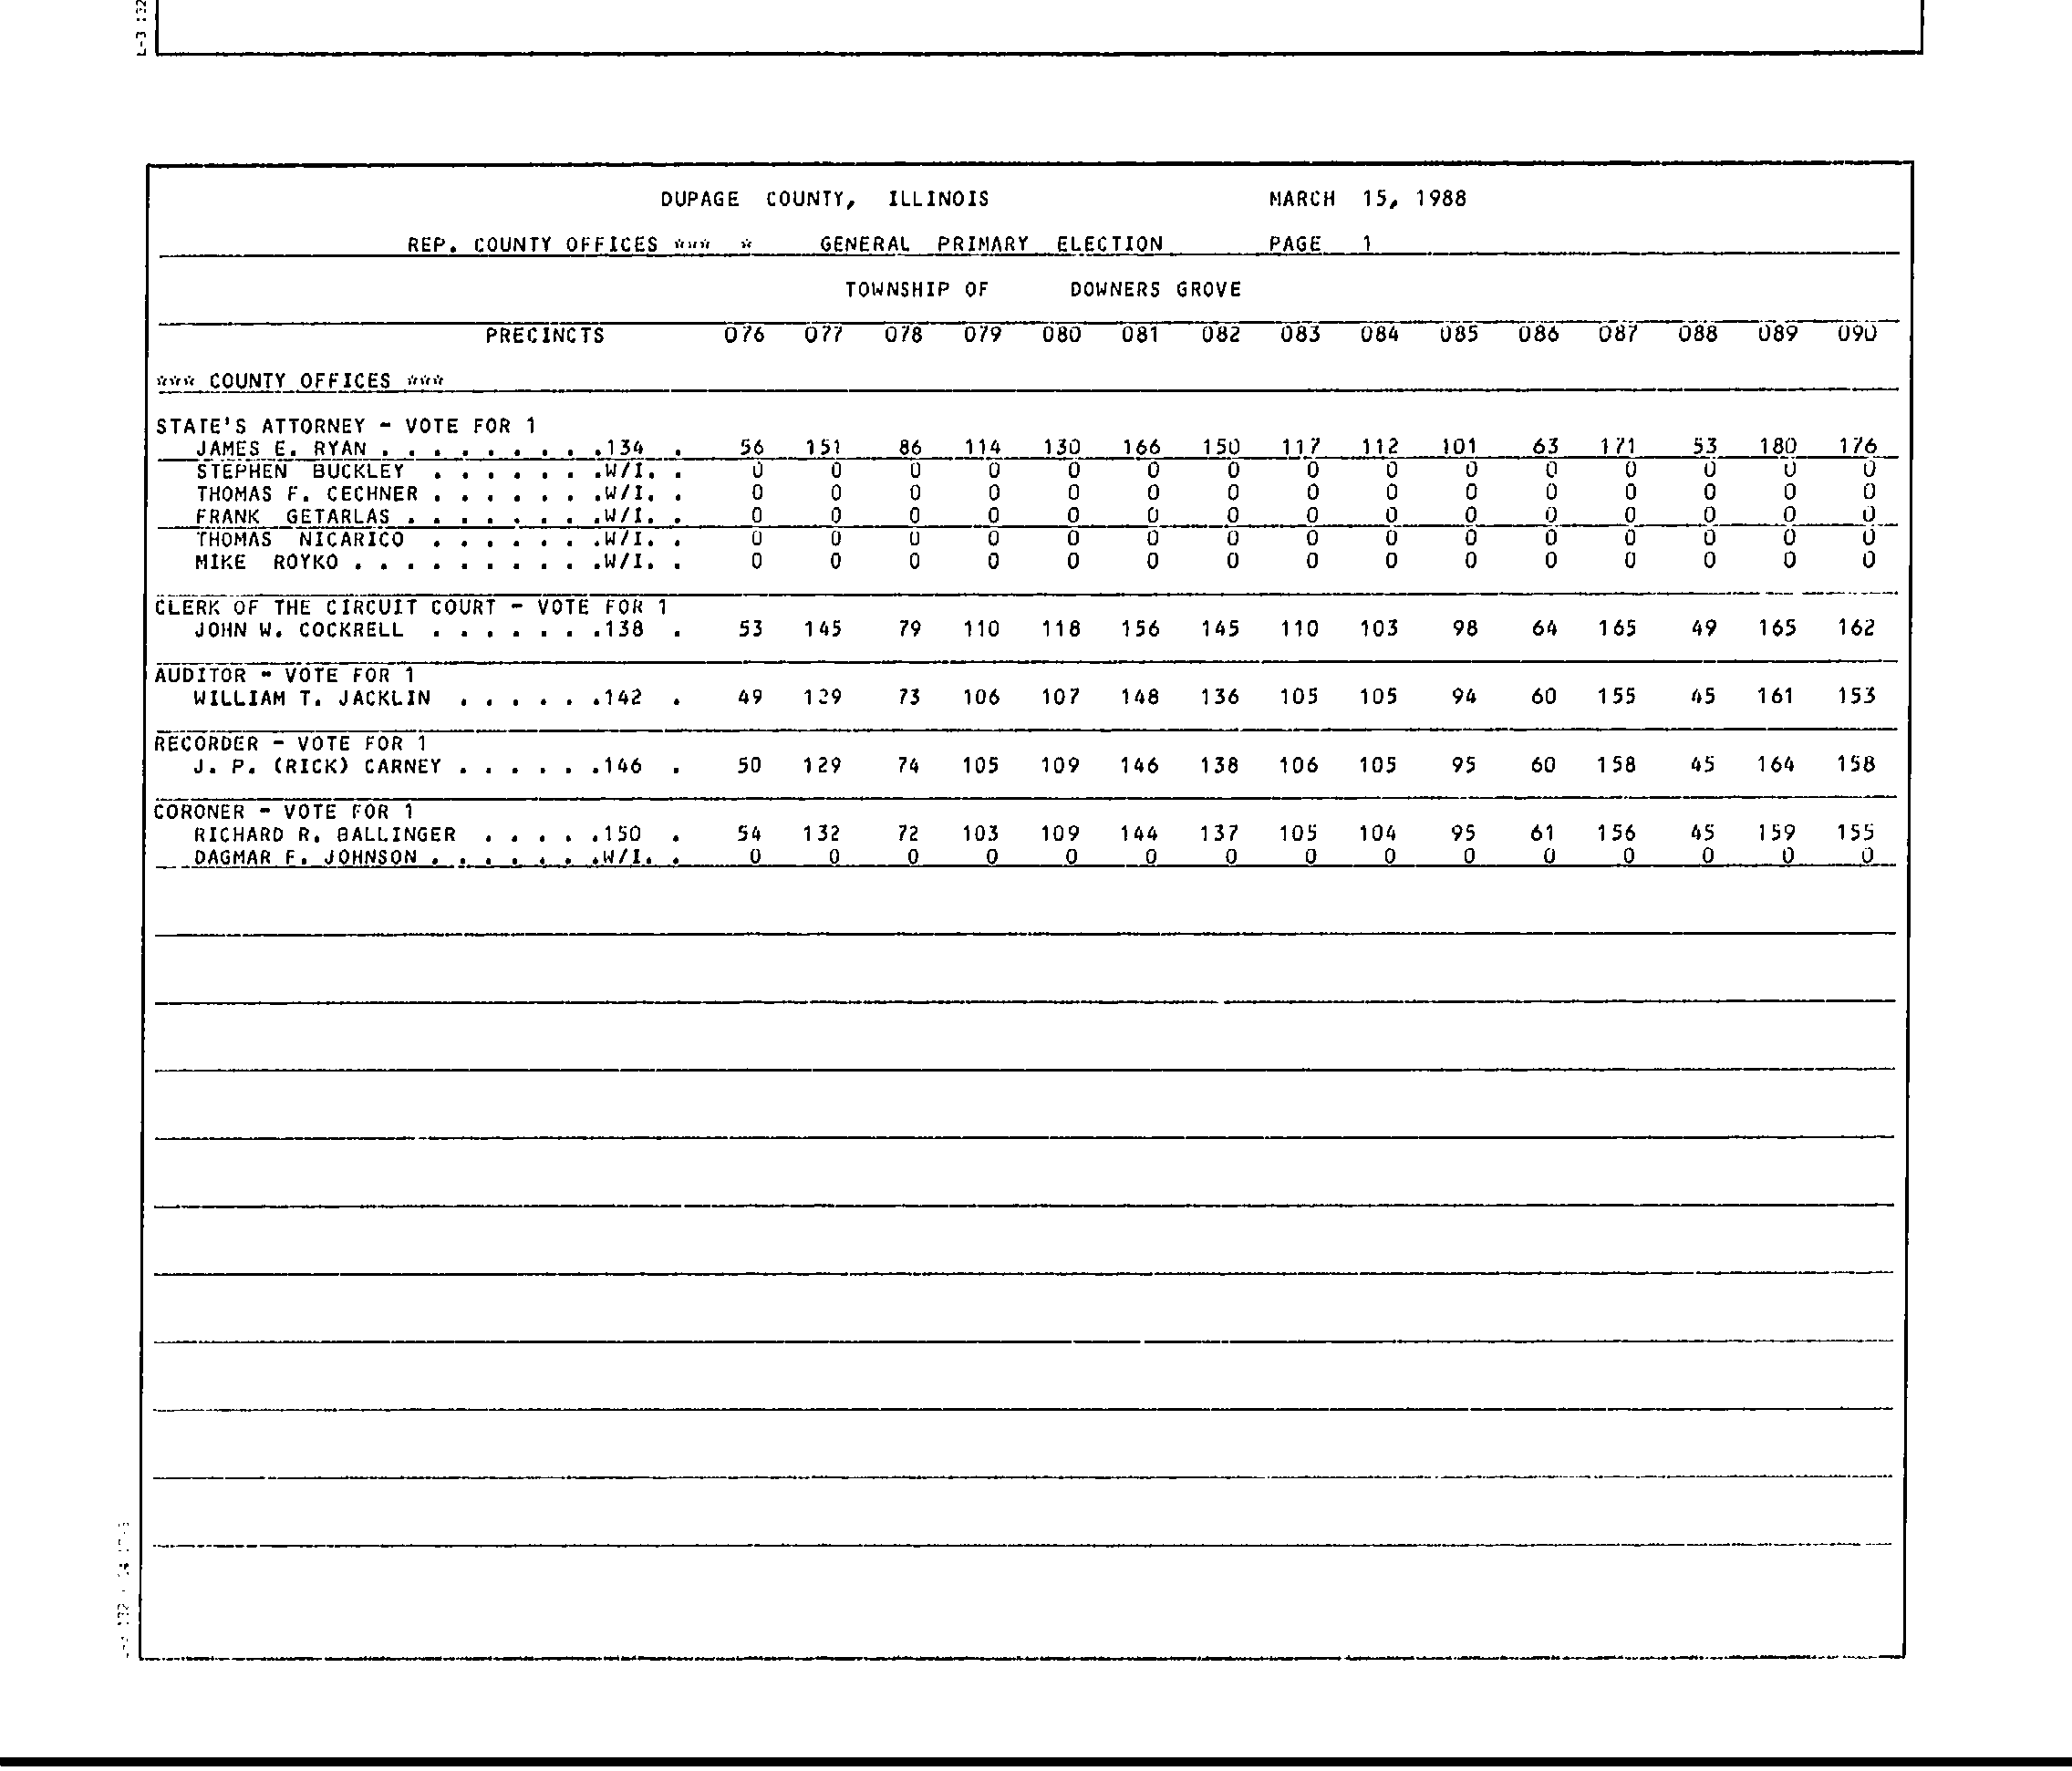 L-3 132
DUPAGE COUNTY, ILLINOIS MARCH 15, 1988
REP. COUNTY OFFICES *** * GENERAL PRIMARY ELECTION PAGE 1
TOWNSHIP OF DOWNERS GROVE
PRECINCTS 076 077 078 079 080 081 082 083 084 085 086 087 088 089 090
*** COUNTY OFFICES ***
STATE'S ATTORNEY - VOTE FOR 1
JAMES E. RYAN . . . . . . . . .134 . 56 151 86 114 130 166 150 117 112 101 63 171 53 180 176
STEPHEN BUCKLEY . . . . . . .W/I. . 0 0 0 0 0 0 0 0 0 0 0 0 0 0 0
THOMAS F. CECHNER . . . . . . .W/I. . 0 0 0 0 0 0 0 0 0 0 0 0 0 0 0
FRANK GETARLAS . . . . . . . .W/I. . 0 0 0 0 0 0 0 0 0 0 0 0 0 0 0
THOMAS NICARICO . . . . . . .W/I. . 0 0 0 0 0 0 0 0 0 0 0 0 0 0 0
MIKE ROYKO . . . . . . . . . .W/I. . 0 0 0 0 0 0 0 0 0 0 0 0 0 0 0
CLERK OF THE CIRCUIT COURT - VOTE FOR 1
JOHN W. COCKRELL . . . . . . .138 . 53 145 79 110 118 156 145 110 103 98 64 165 49 165 162
AUDITOR - VOTE FOR 1
WILLIAM T. JACKLIN . . . . . .142 . 49 129 73 106 107 148 136 105 105 94 60 155 45 161 153
RECORDER - VOTE FOR 1
J. P. (RICK) CARNEY . . . . . .146 . 50 129 74 105 109 146 138 106 105 95 60 158 45 164 158
CORONER - VOTE FOR 1
RICHARD R. BALLINGER . . . . .150 . 54 132 72 103 109 144 137 105 104 95 61 156 45 159 155
DAGMAR F. JOHNSON . . . . . . .W/I. . 0 0 0 0 0 0 0 0 0 0 0 0 0 0 0